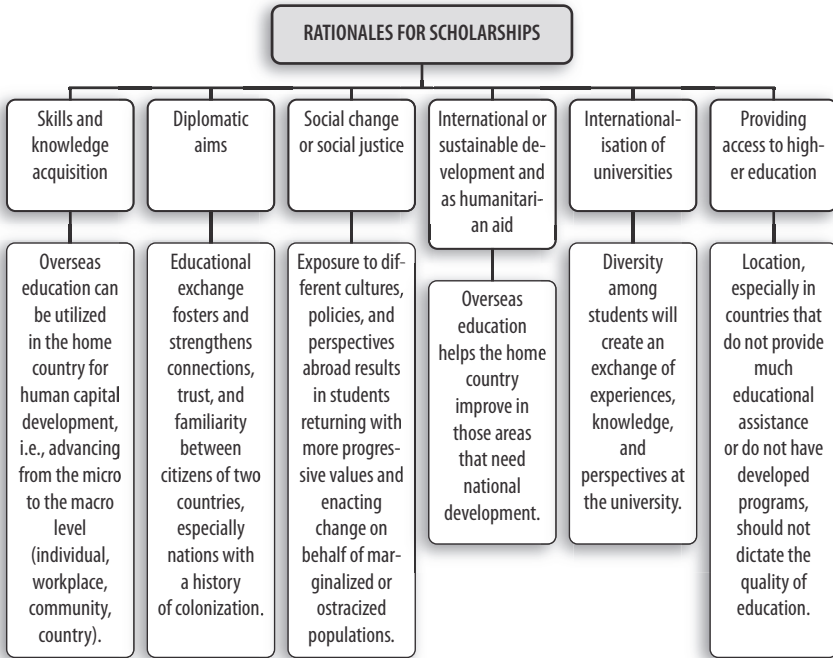 RATIONALES FOR SCHOLARSHIPS
Skills and
knowledge
acquisition
Overseas
education can
be utilized
in the home
country for
human capital
development,
i.e., advancing
from the micro
to the macro
level
(individual,
workplace,
community,
country).
Diplomatic
aims
Educational
exchange
fosters and
strengthens
connections,
trust, and
familiarity
between
citizens of two
countries,
especially
nations with
a history
of colonization.
Social change
or social justice
Exposure to dif-
ferent cultures,
policies, and
perspectives
abroad results
in students
returning with
more progres-
sive values and
enacting
change on
behalf of mar-
ginalized or
ostracized
populations.
International or
sustainable de-
velopment and
as humanitari-
an aid
Overseas
education
helps the home
country
improve in
those areas
that need
national
development.
International-
isation of
universities
Diversity
among
students will
create an
exchange of
experiences,
knowledge,
and
perspectives at
the university.
Providing
access to high-
er education
Location,
especially in
countries that
do not provide
much
educational
assistance
or do not have
developed
programs,
should not
dictate the
quality of
education.